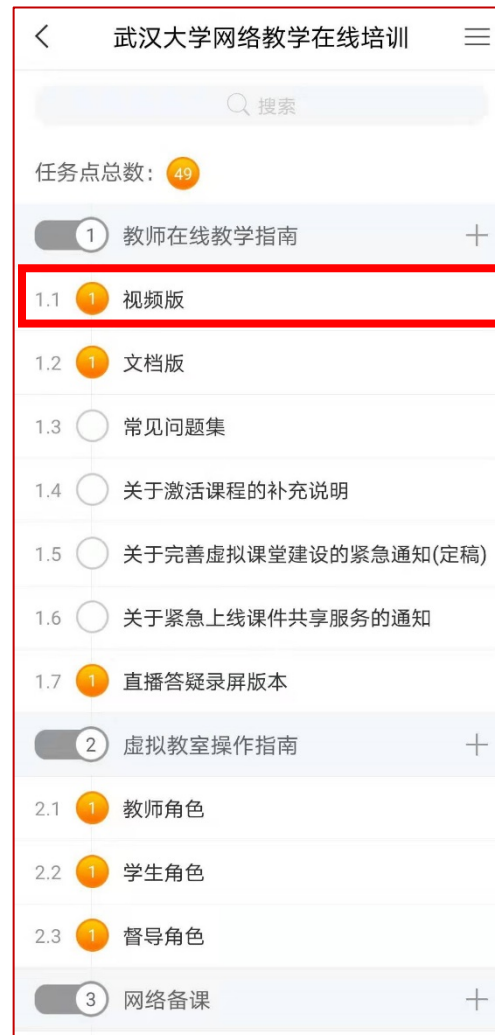 武汉大学网络教学在线培训
搜索
任务点总数: 49
1 教师在线教学指南
1.1 1 视频版
1.2 1 文档版
1.3 常见问题集
1.4 关于激活课程的补充说明
1.5 关于完善虚拟课堂建设的紧急通知(定稿)
1.6 关于紧急上线课件共享服务的通知
1.7 1 直播答疑录屏版本
2 虚拟教室操作指南
2.1 1 教师角色
2.2 1 学生角色
2.3 1 督导角色
3 网络备课